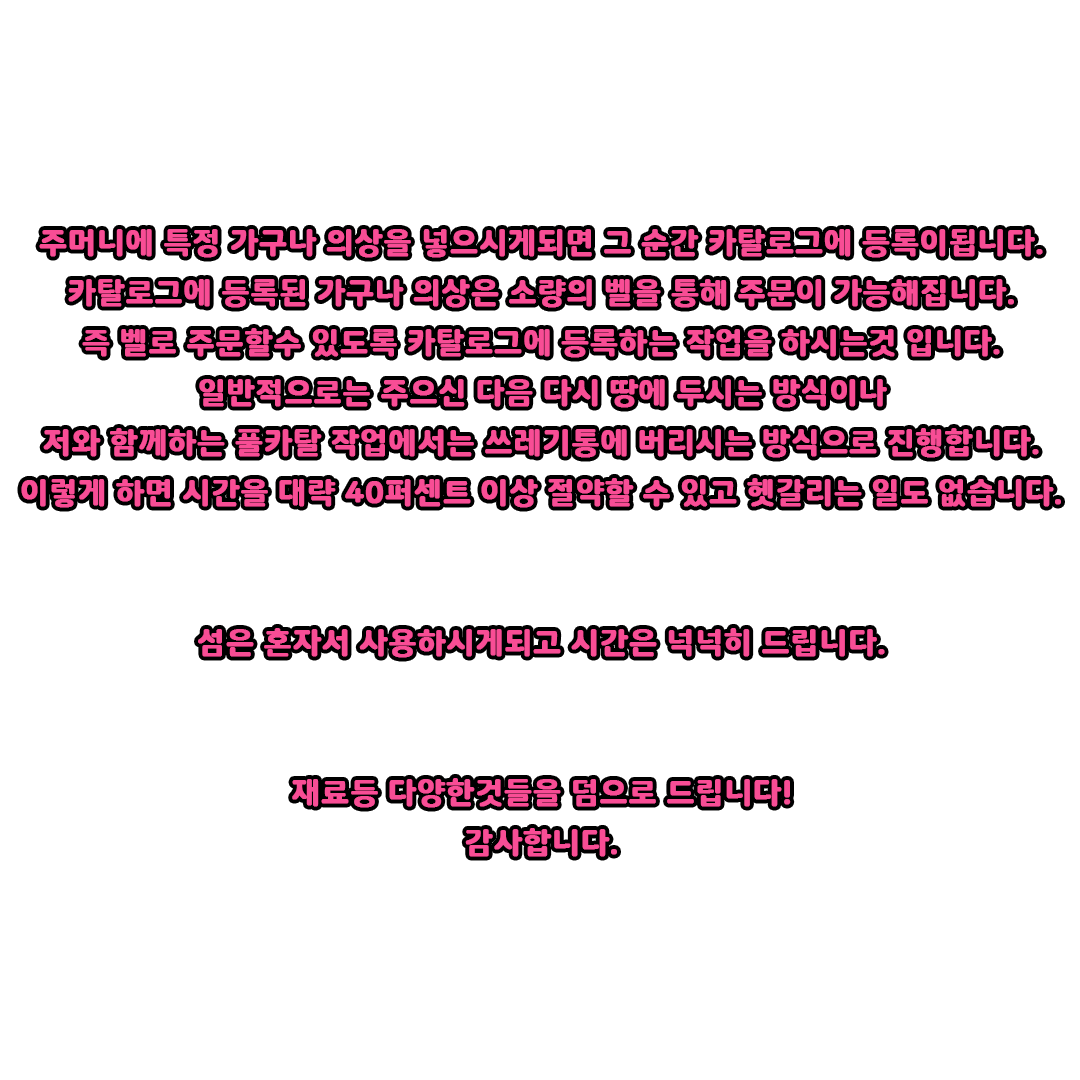 주머니에 특정 가구나 의상을 넣으시게되면 그 순간 카탈로그에 등록이됩니다.
카탈로그에 등록된 가구나 의상은 소량의 벨을 통해 주문이 가능해집니다.
즉 벨로 주문할수 있도록 카탈로그에 등록하는 작업을 하시는것 입니다.
일반적으로는 주으신 다음 다시 땅에 두시는 방식이나
저와 함께하는 풀카탈 작업에서는 쓰레기통에 버리시는 방식으로 진행합니다.
이렇게 하면 시간을 대략 40퍼센트 이상 절약할 수 있고 헷갈리는 일도 없습니다.
섬은 혼자서 사용하시게되고 시간은 넉넉히 드립니다.
재료등 다양한것들을 덤으로 드립니다!
감사합니다.